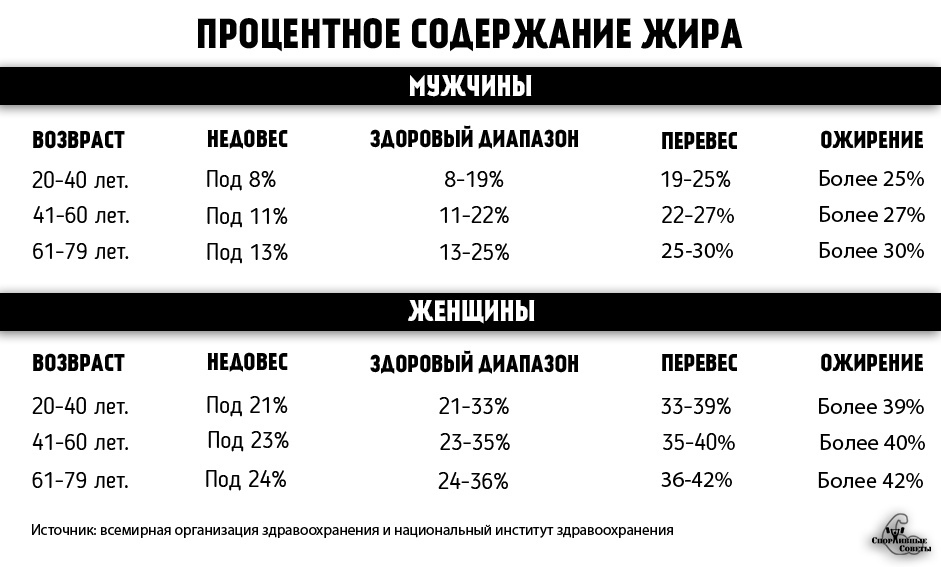 ПРОЦЕНТНОЕ СОДЕРЖАНИЕ ЖИРА
МУЖЧИНЫ
ВОЗВРАСТ НЕДОВЕС ЗДОРОВЫЙ ДИАПАЗОН ПЕРЕВЕС ОЖИРЕНИЕ
20-40 лет. Под 8% 8-19% 19-25% Более 25%
41-60 лет. Под 11% 11-22% 22-27% Более 27%
61-79 лет. Под 13% 13-25% 25-30% Более 30%
ЖЕНЩИНЫ
ВОЗВРАСТ НЕДОВЕС ЗДОРОВЫЙ ДИАПАЗОН ПЕРЕВЕС ОЖИРЕНИЕ
20-40 лет. Под 21% 21-33% 33-39% Более 39%
41-60 лет. Под 23% 23-35% 35-40% Более 40%
61-79 лет. Под 24% 24-36% 36-42% Более 42%
Источник: всемирная организация здравоохранения и национальный институт здравоохранения
Спортивные
Советы